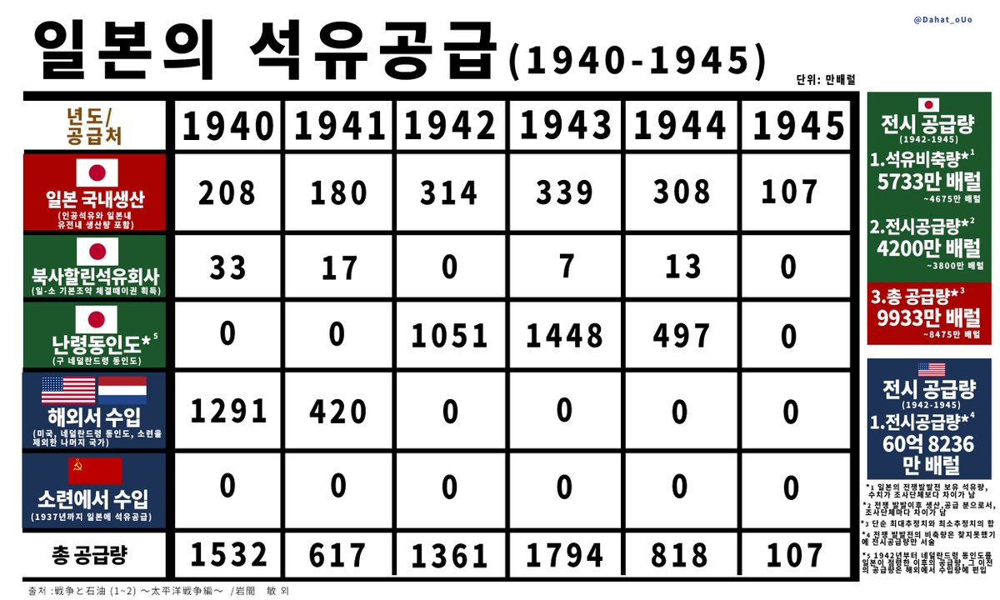 @Dahat_oUo
일본의 석유공급(1940-1945)
단위: 만배럴
년도/
공급처
1940 1941 1942 1943 1944 1945
일본 국내생산
(인공석유와 일본내
유전내 생산량 포함)
208 180 314 339 308 107
북사할린석유회사
(일-소 기본조약 체결때이권 획득)
33 17 0 7 13 0
난령동인도*5
(구 네덜란드령 동인도)
0 0 1051 1448 497 0
해외서 수입
(미국, 네덜란드령 동인도, 소련을
제외한 나머지 국가)
1291 420 0 0 0 0
소련에서 수입
(1937년까지 일본에 석유공급)
0 0 0 0 0 0
총 공급량
1532 617 1361 1794 818 107
출처 :戦争と石油 (1~2) ～太平洋戦争編～ /岩間 敏 외
전시 공급량
(1942-1945)
1.석유비축량*1
5733만 배럴
~4675만 배럴
2.전시공급량*2
4200만 배럴
~3800만 배럴
3.총 공급량*3
9933만 배럴
~8475만 배럴
전시 공급량
(1942-1945)
1.전시공급량*4
60억 8236
만 배럴
*1 일본의 전쟁발발전 보유 석유량,
수치가 조사단체보다 차이가 남
*2 전쟁 발발이후 생산,공급 분으로서,
조사단체마다 차이가 남
*3 단순 최대추정치와 최소추정치의 합
*4 전쟁 발발전의 비축량은 찾지못했기
에 전시공급량만 서술
*5 1942년부터 네덜란드령 동인도를
일본이 점령한 이후의 공급량, 그 이전
의 공급량은 해외에서 수입량에 편입